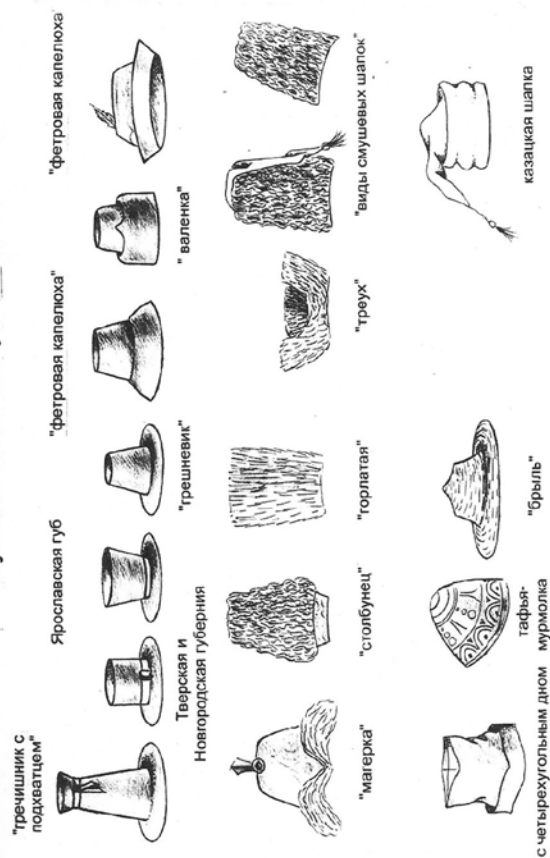 "гречишник с
подхватцем"
Ярославская губ
"фетровая капелюха"
"фетровая капелюха"
Тверская и
Новгородская губерния
"грешневик"
" валенка"
"магерка"
"столбунец"
"горлатая"
"треух"
"виды смушевых шапок"
с четырехугольным дном
тафья-
мурмолка
"брыль"
казацкая шапка